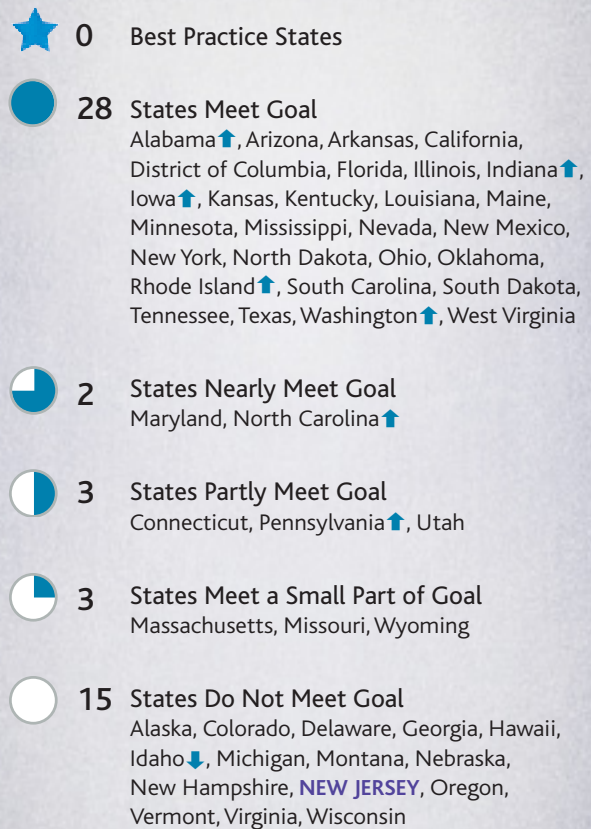 0 Best Practice States
28 States Meet Goal
Alabama⬆, Arizona, Arkansas, California,
District of Columbia, Florida, Illinois, Indiana⬆,
Iowa⬆, Kansas, Kentucky, Louisiana, Maine,
Minnesota, Mississippi, Nevada, New Mexico,
New York, North Dakota, Ohio, Oklahoma,
Rhode Island⬆, South Carolina, South Dakota,
Tennessee, Texas, Washington⬆, West Virginia
2 States Nearly Meet Goal
Maryland, North Carolina⬆
3 States Partly Meet Goal
Connecticut, Pennsylvania⬆, Utah
3 States Meet a Small Part of Goal
Massachusetts, Missouri, Wyoming
15 States Do Not Meet Goal
Alaska, Colorado, Delaware, Georgia, Hawaii,
Idaho⬇, Michigan, Montana, Nebraska,
New Hampshire, NEW JERSEY, Oregon,
Vermont, Virginia, Wisconsin